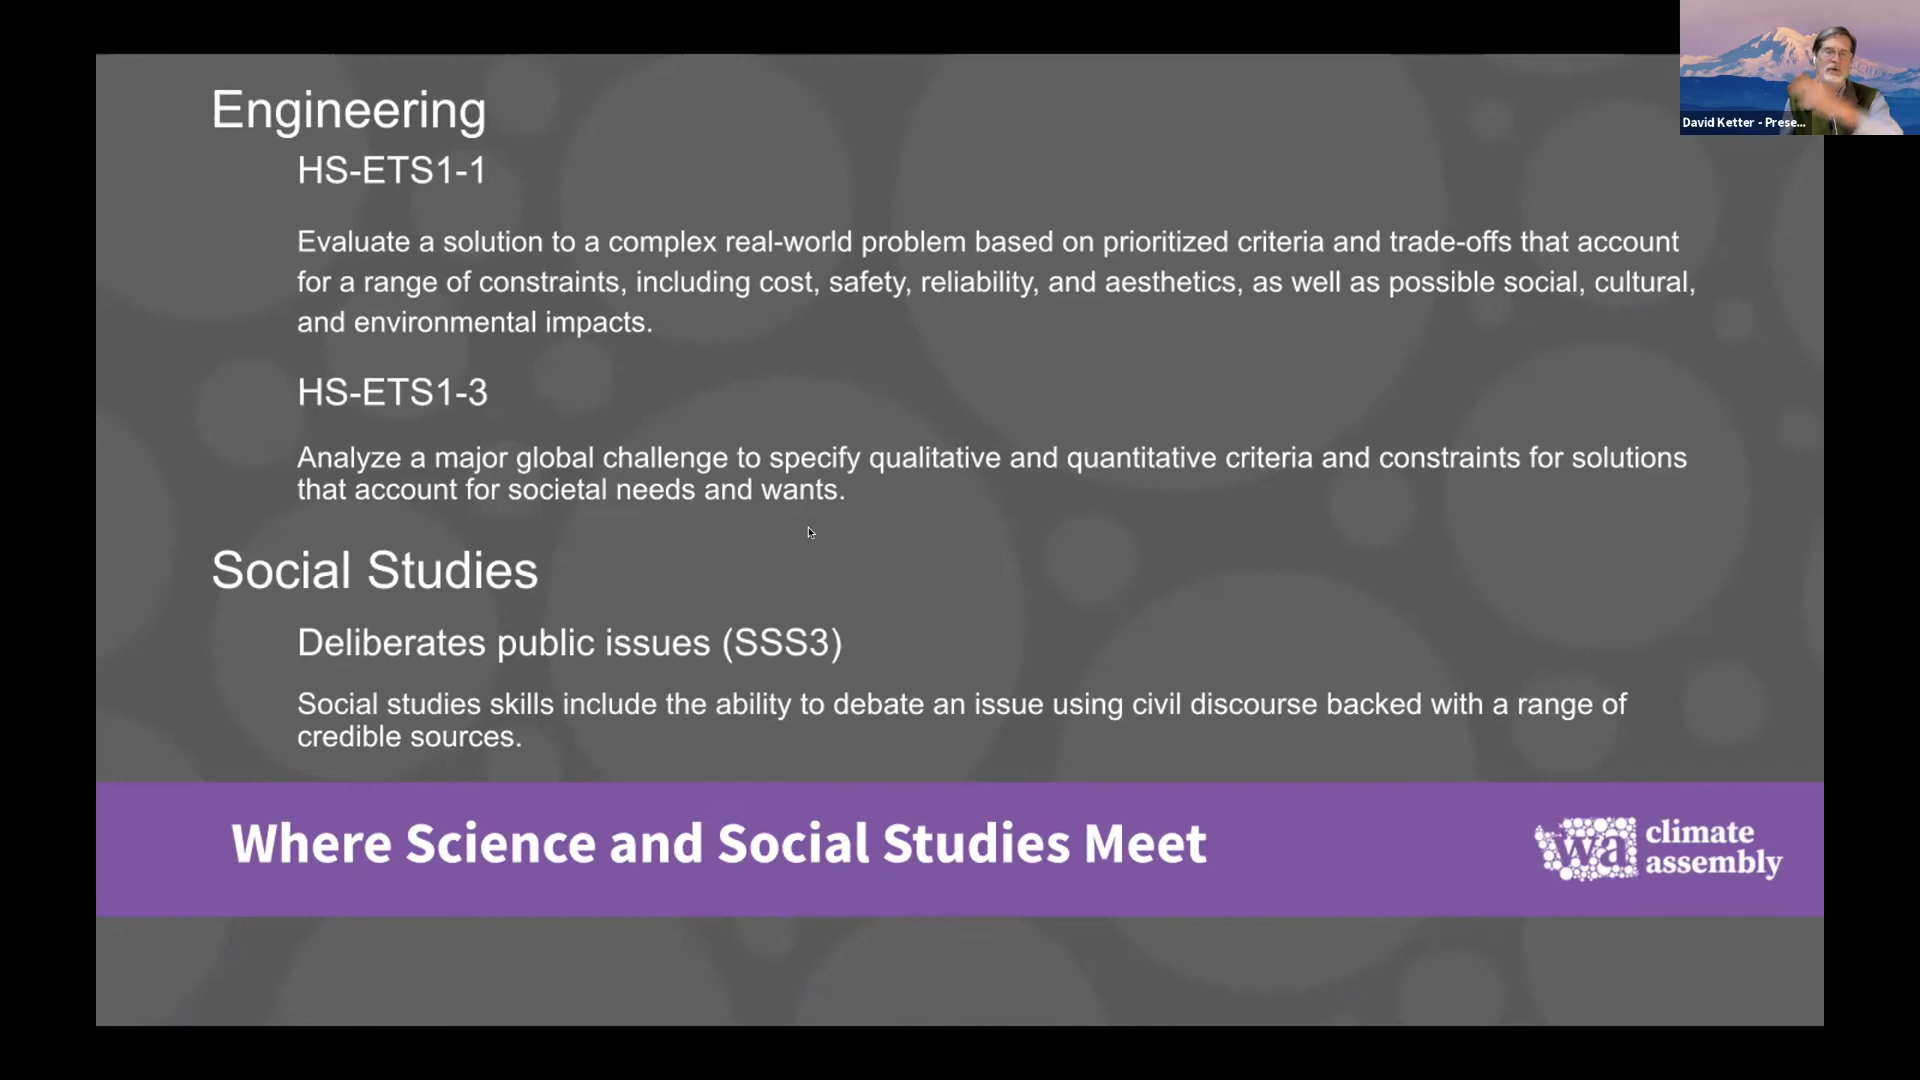 Engineering
HS-ETS1-1
Evaluate a solution to a complex real-world problem based on prioritized criteria and trade-offs that account
for a range of constraints, including cost, safety, reliability, and aesthetics, as well as possible social, cultural,
and environmental impacts.
HS-ETS1-3
Analyze a major global challenge to specify qualitative and quantitative criteria and constraints for solutions
that account for societal needs and wants.
Social Studies
Deliberates public issues (SSS3)
Social studies skills include the ability to debate an issue using civil discourse backed with a range of
credible sources.
Where Science and Social Studies Meet
wa climate
assembly
David Ketter - Prese...